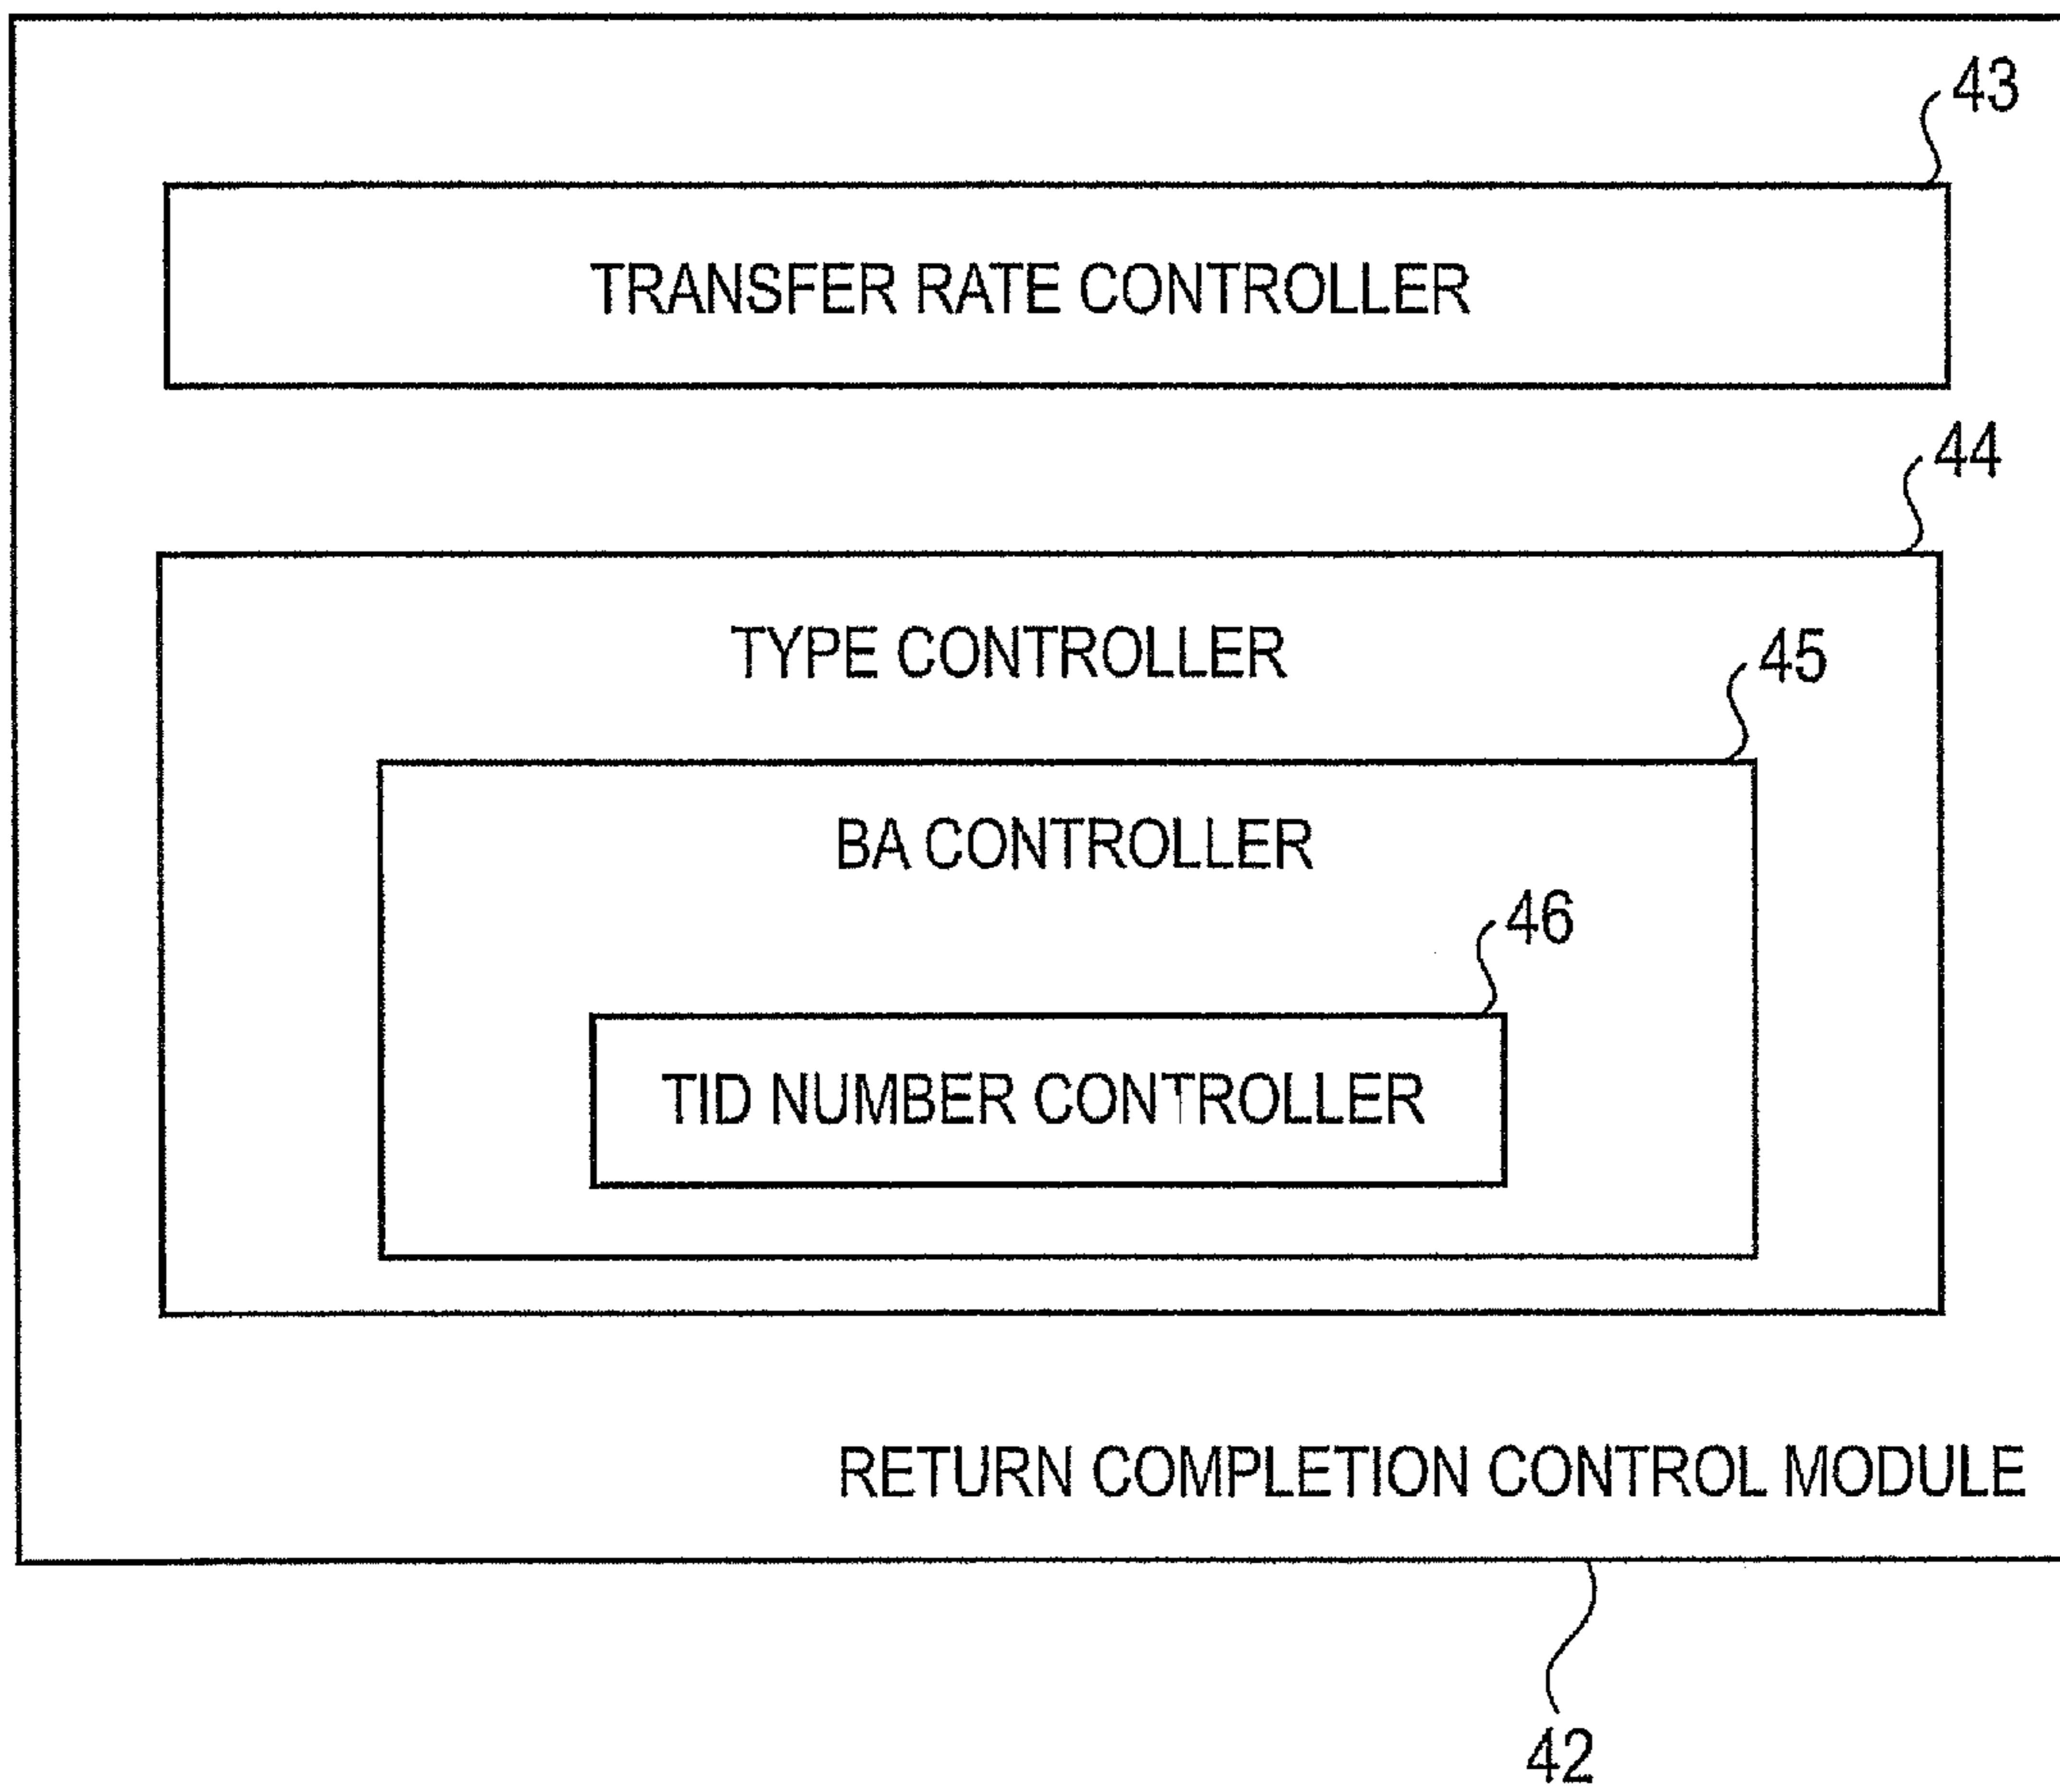 43
TRANSFER RATE CONTROLLER
44
TYPE CONTROLLER
45
BA CONTROLLER
46
TID NUMBER CONTROLLER
RETURN COMPLETION CONTROL MODULE
42